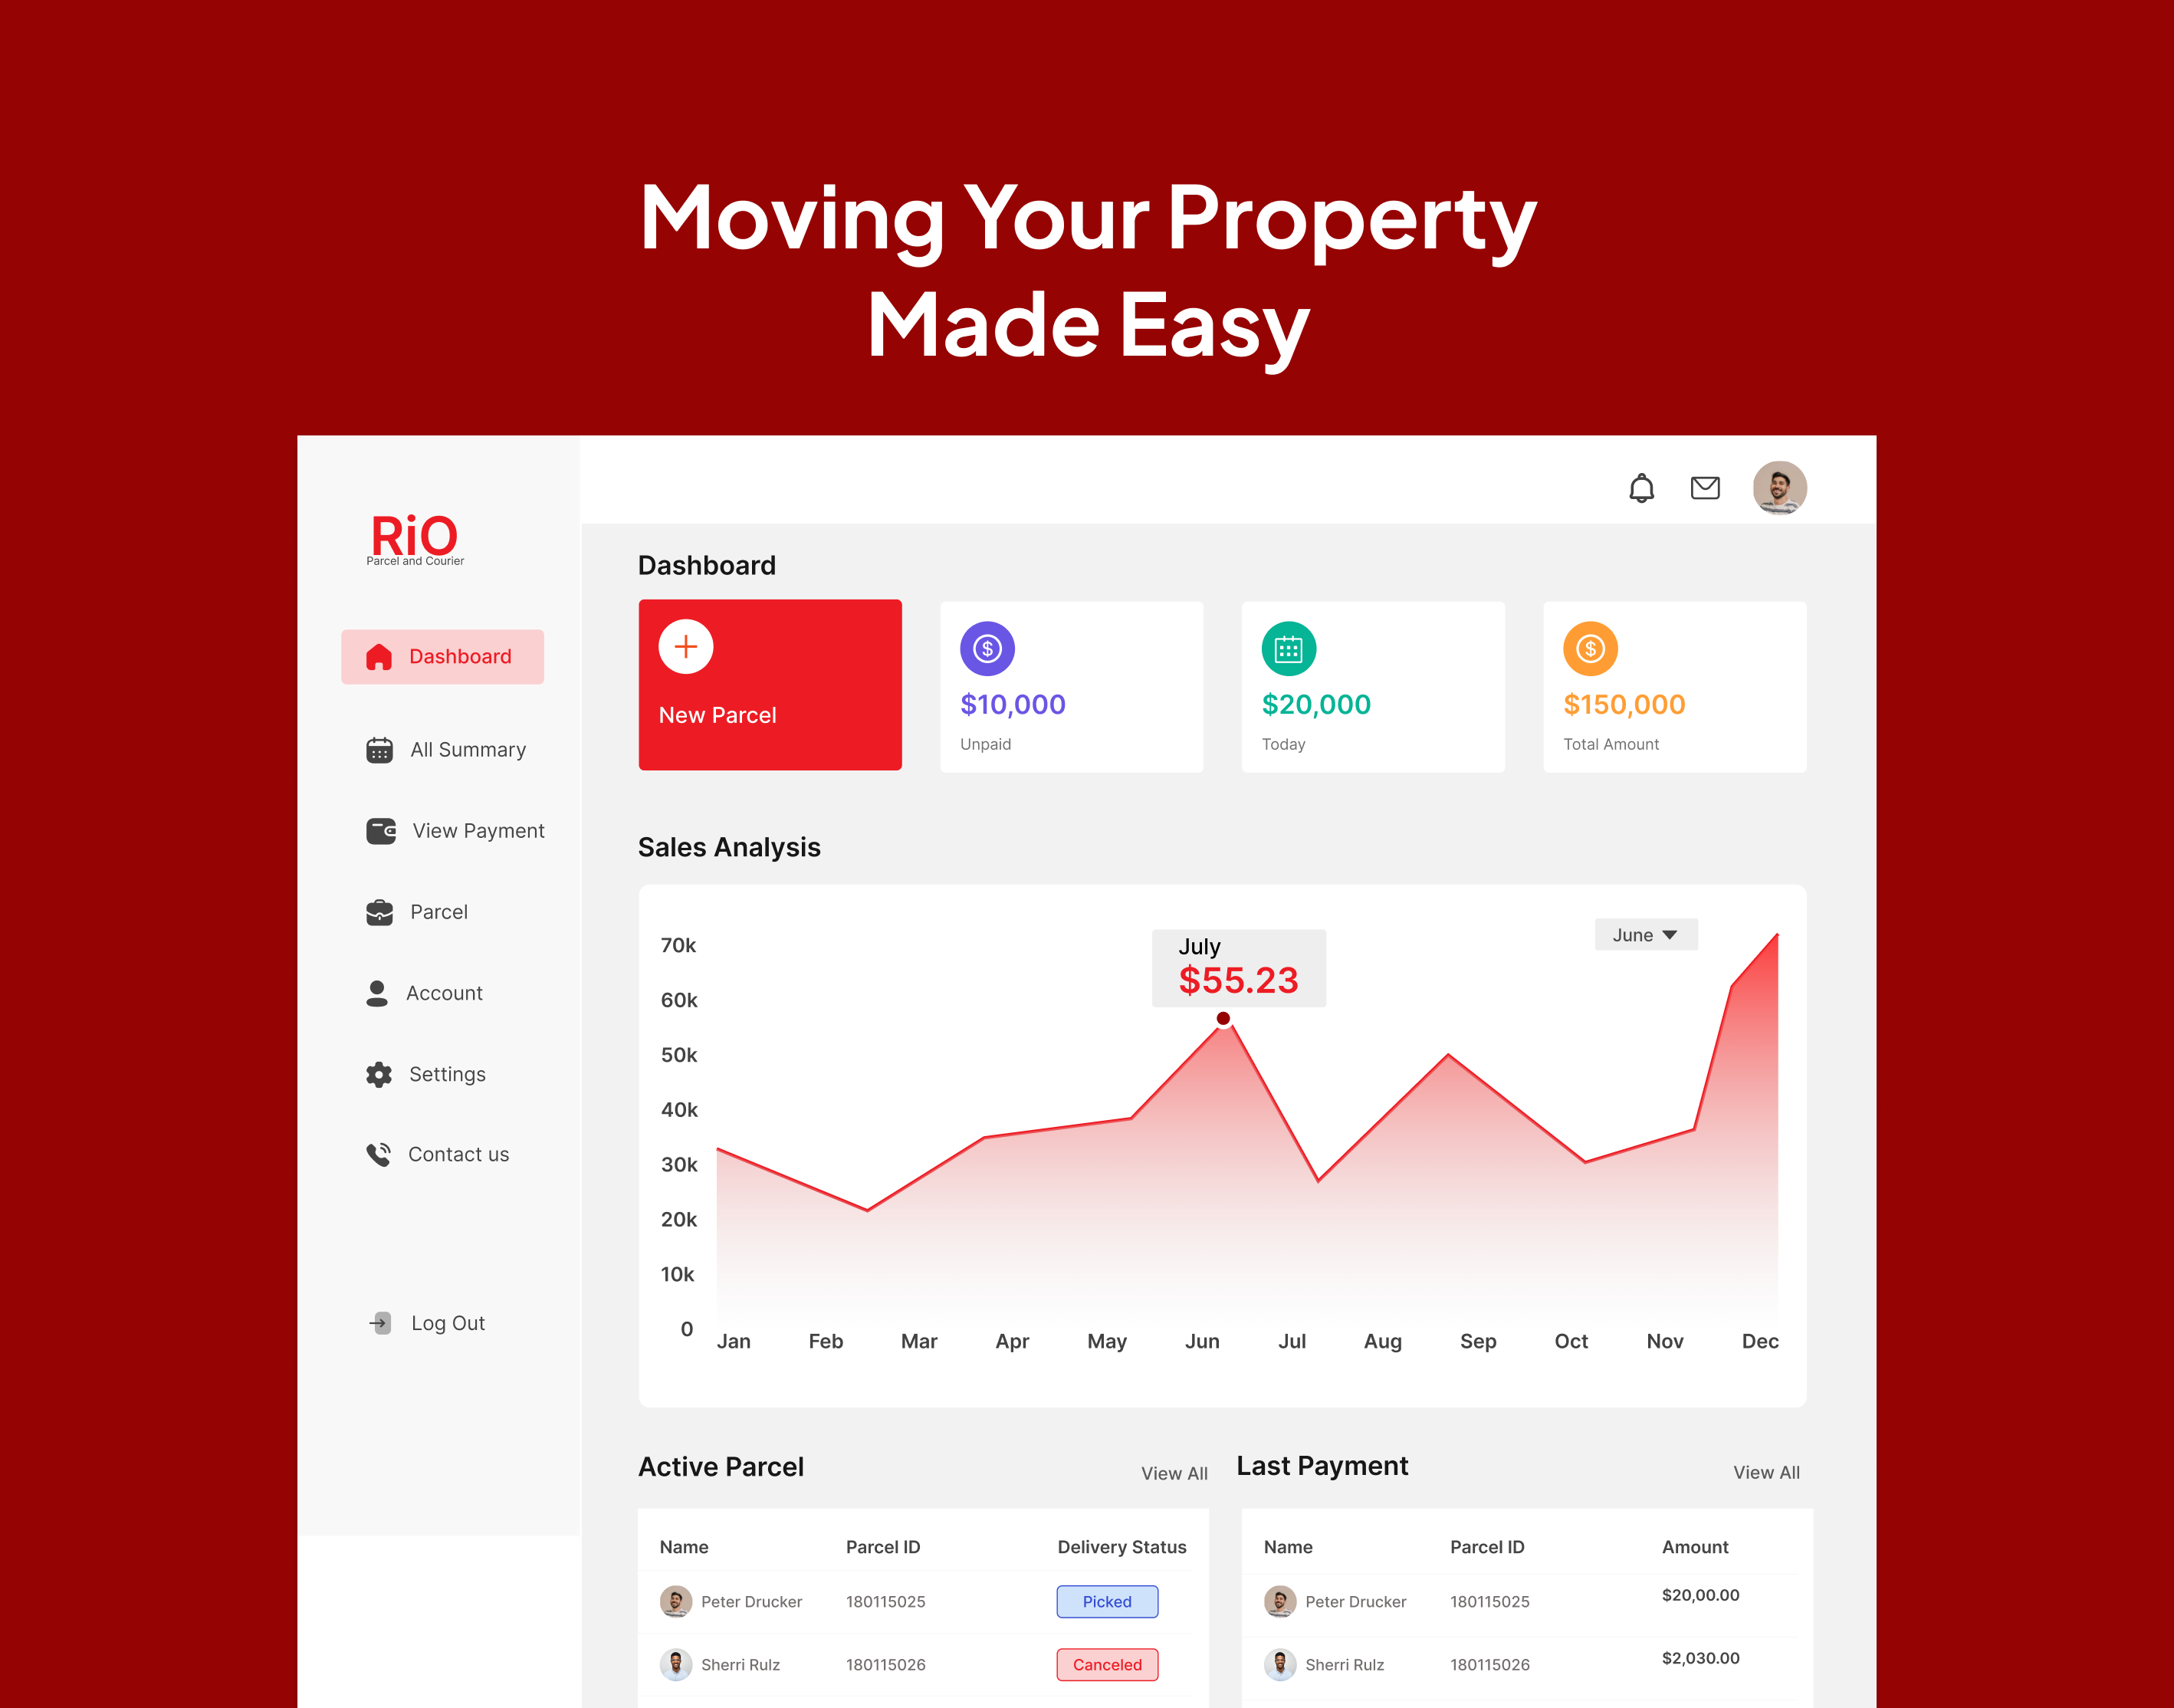 Moving Your Property
Made Easy
RiO
Parcel and Courier
Dashboard
All Summary
View Payment
Parcel
Account
Settings
Contact us
Log Out
Dashboard
New Parcel
$10,000
Unpaid
$20,000
Today
$150,000
Total Amount
Sales Analysis
June
July
$55.23
70k
60k
50k
40k
30k
20k
10k
0
Jan Feb Mar Apr May Jun Jul Aug Sep Oct Nov Dec
Active Parcel View All
Name Parcel ID Delivery Status
Peter Drucker 180115025 Picked
Sherri Rulz 180115026 Canceled
Last Payment View All
Name Parcel ID Amount
Peter Drucker 180115025 $20,00.00
Sherri Rulz 180115026 $2,030.00